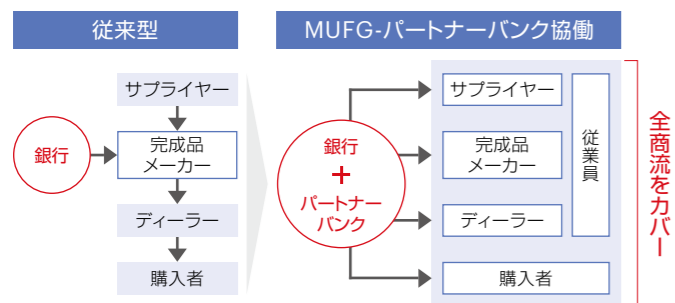 従来型
サプライヤー
銀行
完成品
メーカー
ディーラー
購入者
MUFG-パートナーバンク協働
銀行
+
パートナー
バンク
サプライヤー
完成品
メーカー
ディーラー
従業員
購入者
全商流をカバー